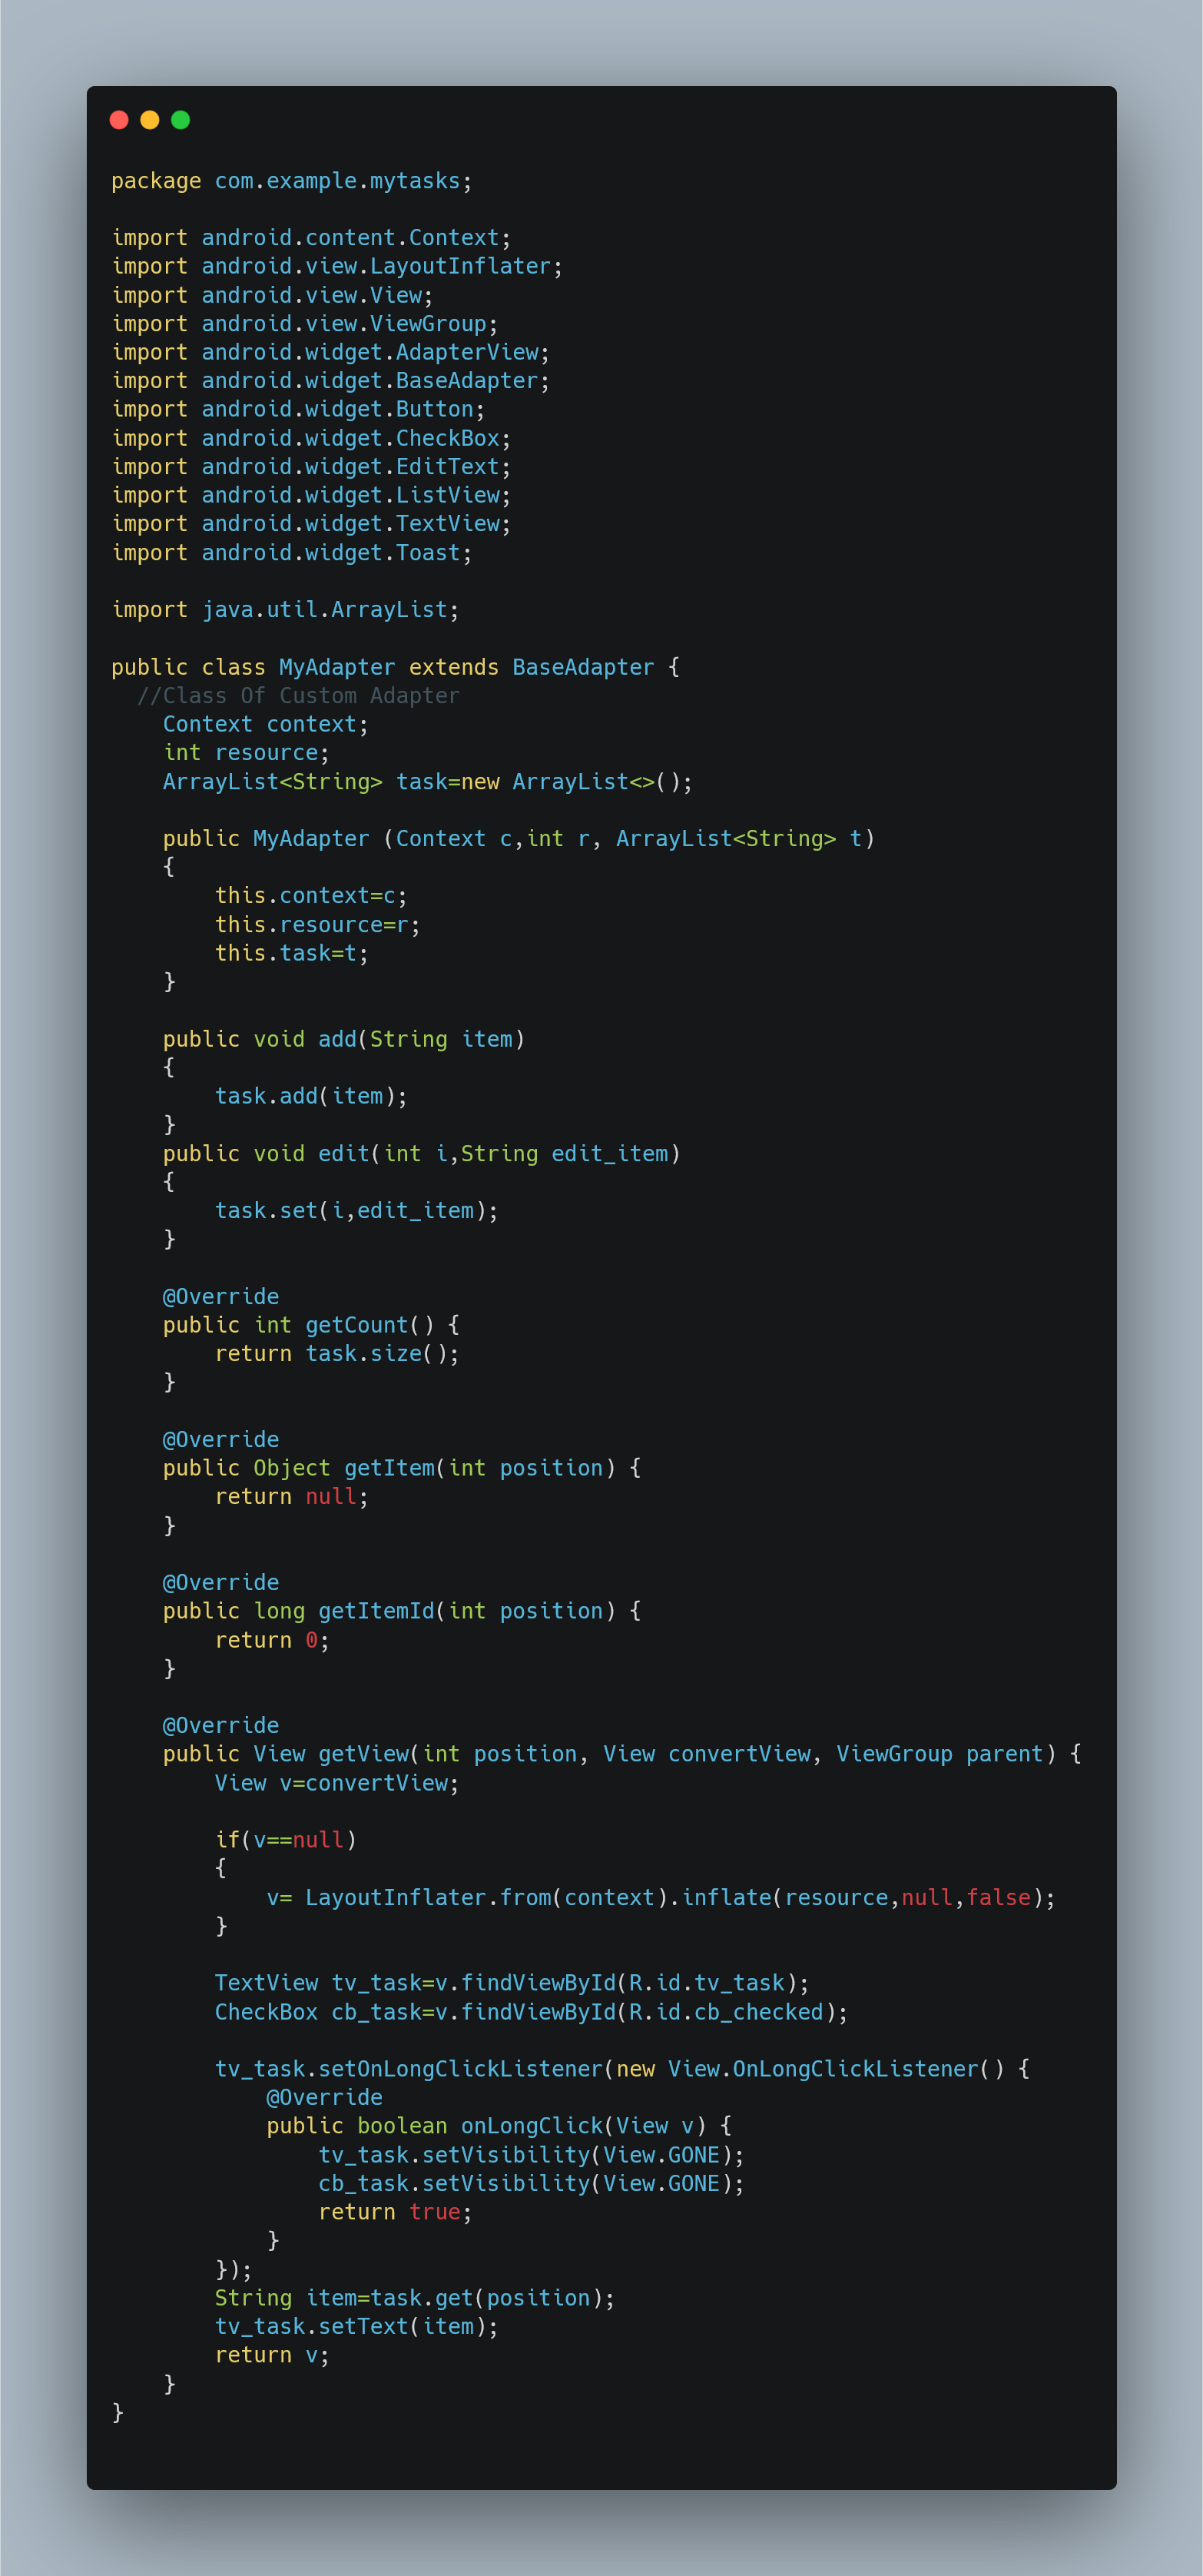 package com.example.mytasks;

import android.content.Context;
import android.view.LayoutInflater;
import android.view.View;
import android.view.ViewGroup;
import android.widget.AdapterView;
import android.widget.BaseAdapter;
import android.widget.Button;
import android.widget.CheckBox;
import android.widget.EditText;
import android.widget.ListView;
import android.widget.TextView;
import android.widget.Toast;

import java.util.ArrayList;

public class MyAdapter extends BaseAdapter {
  //Class Of Custom Adapter
    Context context;
    int resource;
    ArrayList<String> task=new ArrayList<>();

    public MyAdapter (Context c,int r, ArrayList<String> t)
    {
        this.context=c;
        this.resource=r;
        this.task=t;
    }

    public void add(String item)
    {
        task.add(item);
    }
    public void edit(int i,String edit_item)
    {
        task.set(i,edit_item);
    }

    @Override
    public int getCount() {
        return task.size();
    }

    @Override
    public Object getItem(int position) {
        return null;
    }

    @Override
    public long getItemId(int position) {
        return 0;
    }

    @Override
    public View getView(int position, View convertView, ViewGroup parent) {
        View v=convertView;

        if(v==null)
        {
            v= LayoutInflater.from(context).inflate(resource,null,false);
        }

        TextView tv_task=v.findViewById(R.id.tv_task);
        CheckBox cb_task=v.findViewById(R.id.cb_checked);

        tv_task.setOnLongClickListener(new View.OnLongClickListener() {
            @Override
            public boolean onLongClick(View v) {
                tv_task.setVisibility(View.GONE);
                cb_task.setVisibility(View.GONE);
                return true;
            }
        });
        String item=task.get(position);
        tv_task.setText(item);
        return v;
    }
}